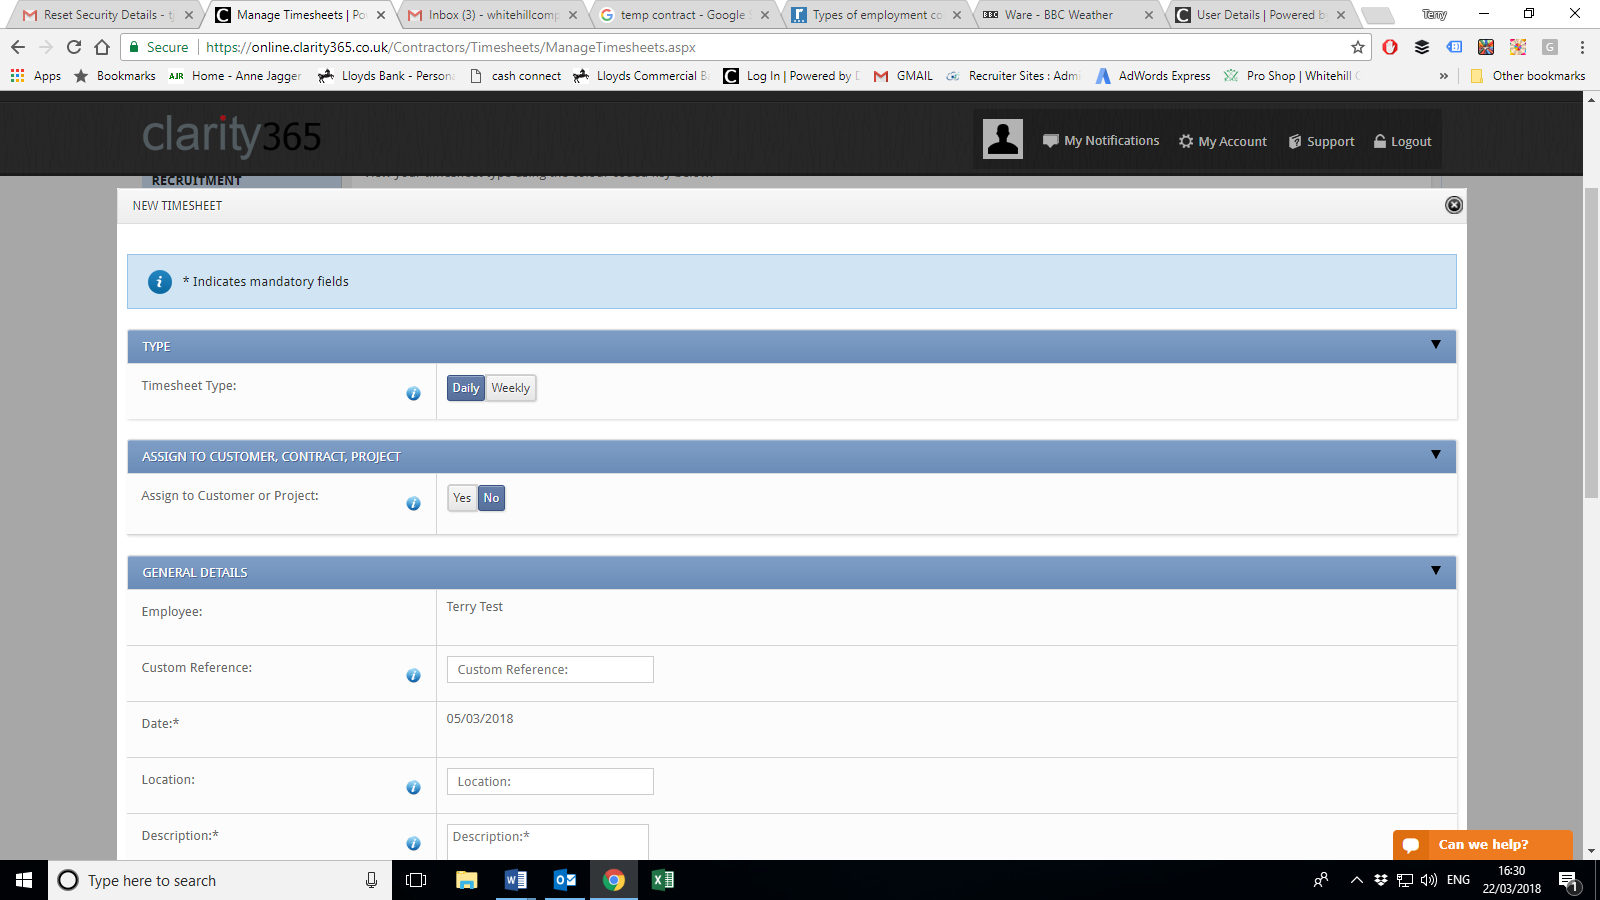 Reset Security Details - t
Manage Timesheets | Po
Inbox (3) - whitehillcomp
temp contract - Google
Types of employment co
Ware - BBC Weather
User Details | Powered b
Terry
Secure
https://online.clarity365.co.uk/Contractors/Timesheets/ManageTimesheets.aspx
Apps
Bookmarks
AJR
Home - Anne Jagger
Lloyds Bank - Persona
cash connect
Lloyds Commercial B
Log In | Powered by
GMAIL
Recruiter Sites : Admi
AdWords Express
Pro Shop | Whitehill
»
Other bookmarks
clarity365
My Notifications
My Account
Support
Logout
RECRUITMENT
NEW TIMESHEET
* Indicates mandatory fields
TYPE
Timesheet Type:
Daily Weekly
ASSIGN TO CUSTOMER, CONTRACT, PROJECT
Assign to Customer or Project:
Yes No
GENERAL DETAILS
Employee:
Terry Test
Custom Reference:
Custom Reference:
Date:*
05/03/2018
Location:
Location:
Description:*
Description:*
Can we help?
Type here to search
ENG
16:30
22/03/2018
1